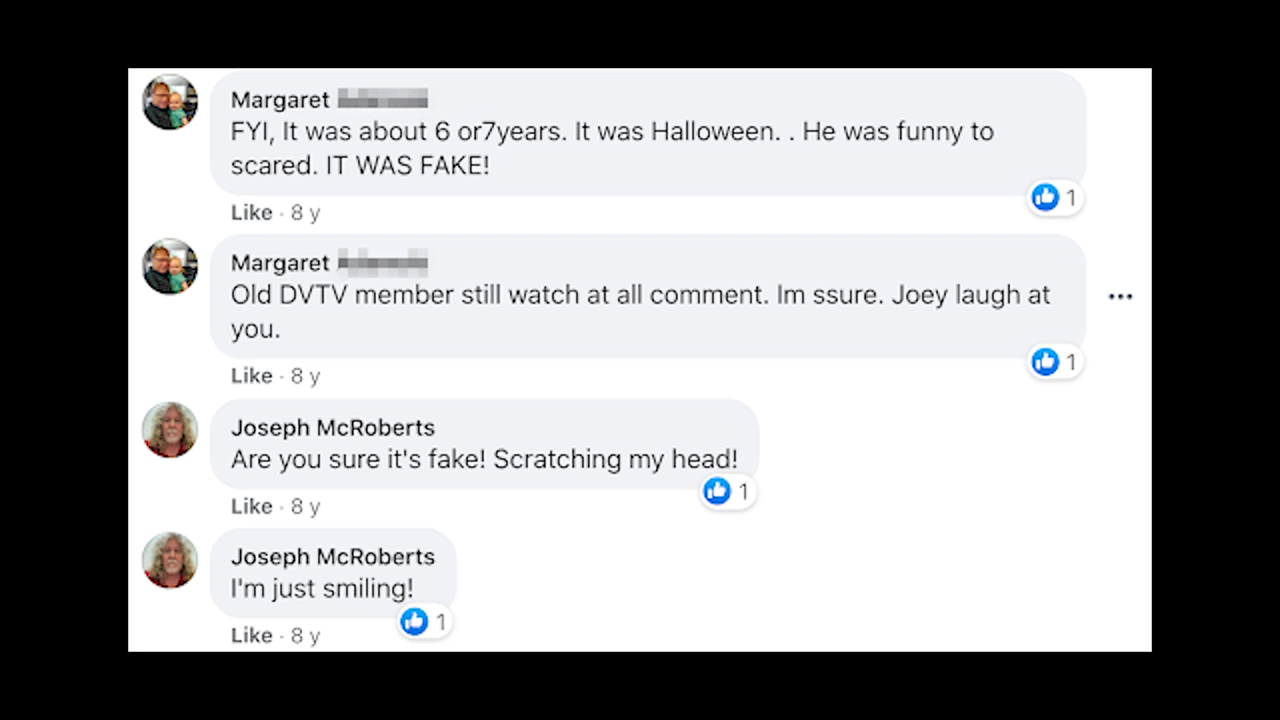 Margaret
FYI, It was about 6 or7years. It was Halloween. . He was funny to
scared. IT WAS FAKE!
1
Like · 8 y
Margaret
Old DVTV member still watch at all comment. Im ssure. Joey laugh at
you.
1
Like · 8 y
Joseph McRoberts
Are you sure it's fake! Scratching my head!
1
Like · 8 y
Joseph McRoberts
I'm just smiling!
1
Like · 8 y